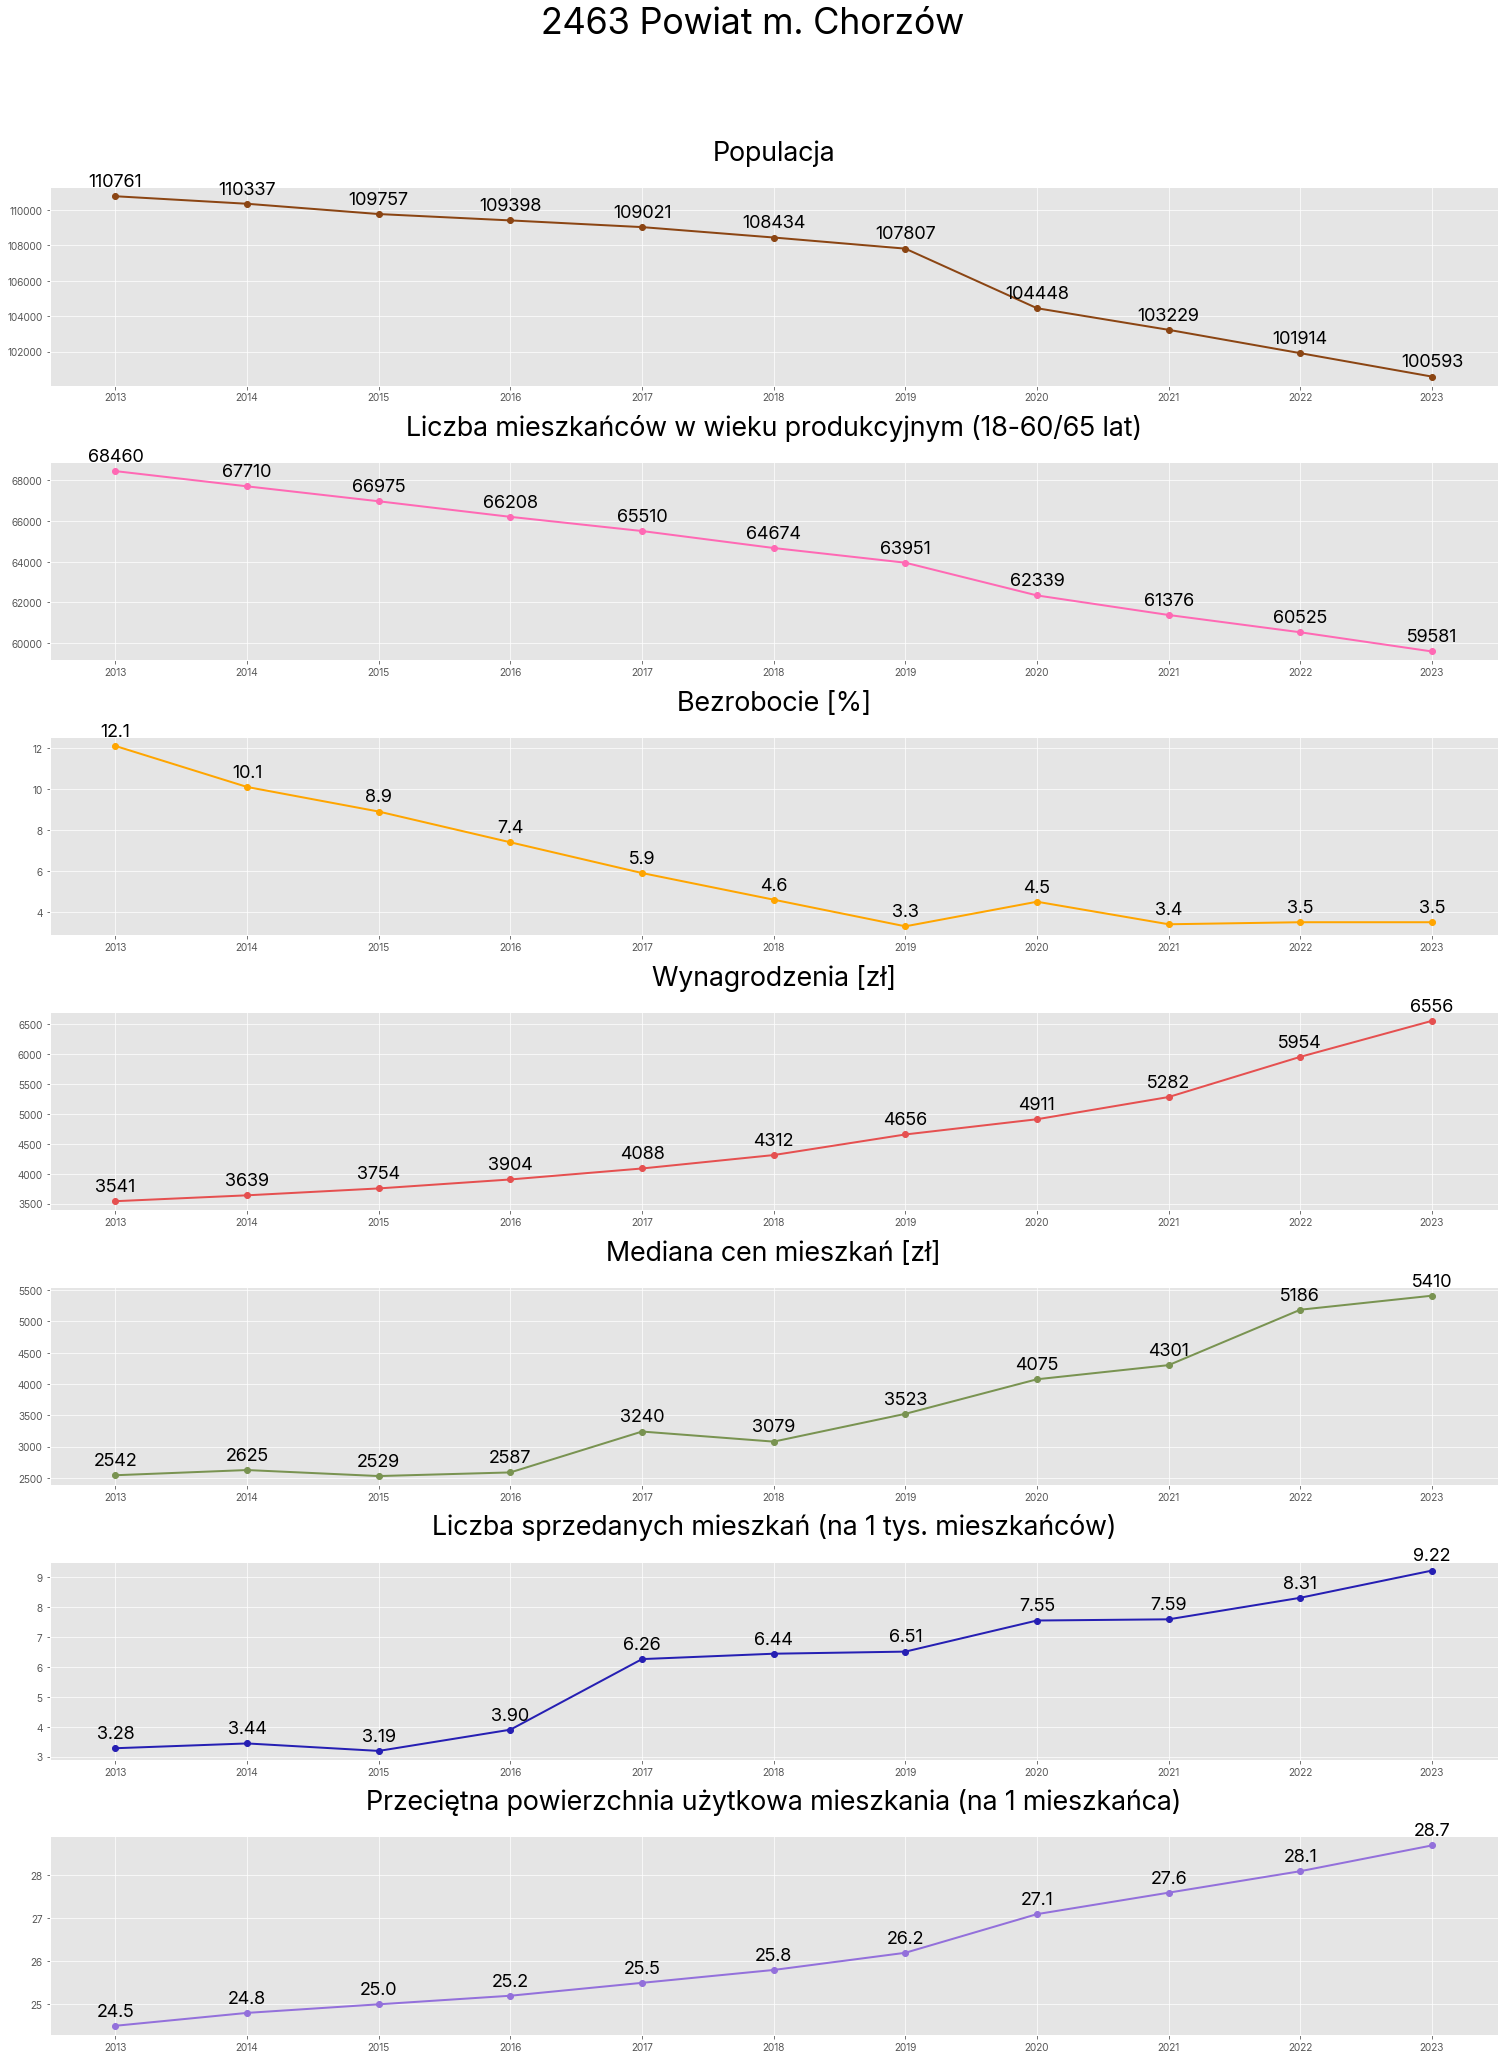 2463 Powiat m. Chorzów
Populacja
110761 110337 109757 109398 109021 108434 107807 104448 103229 101914 100593
110000
108000
106000
104000
102000
2013 2014 2015 2016 2017 2018 2019 2020 2021 2022 2023
Liczba mieszkańców w wieku produkcyjnym (18-60/65 lat)
68460 67710 66975 66208 65510 64674 63951 62339 61376 60525 59581
68000
66000
64000
62000
60000
2013 2014 2015 2016 2017 2018 2019 2020 2021 2022 2023
Bezrobocie [%]
12.1 10.1 8.9 7.4 5.9 4.6 3.3 4.5 3.4 3.5 3.5
12
10
8
6
4
2013 2014 2015 2016 2017 2018 2019 2020 2021 2022 2023
Wynagrodzenia [zł]
3541 3639 3754 3904 4088 4312 4656 4911 5282 5954 6556
6500
6000
5500
5000
4500
4000
3500
2013 2014 2015 2016 2017 2018 2019 2020 2021 2022 2023
Mediana cen mieszkań [zł]
2542 2625 2529 2587 3240 3079 3523 4075 4301 5186 5410
5500
5000
4500
4000
3500
3000
2500
2013 2014 2015 2016 2017 2018 2019 2020 2021 2022 2023
Liczba sprzedanych mieszkań (na 1 tys. mieszkańców)
3.28 3.44 3.19 3.90 6.26 6.44 6.51 7.55 7.59 8.31 9.22
9
8
7
6
5
4
3
2013 2014 2015 2016 2017 2018 2019 2020 2021 2022 2023
Przeciętna powierzchnia użytkowa mieszkania (na 1 mieszkańca)
24.5 24.8 25.0 25.2 25.5 25.8 26.2 27.1 27.6 28.1 28.7
28
27
26
25
2013 2014 2015 2016 2017 2018 2019 2020 2021 2022 2023